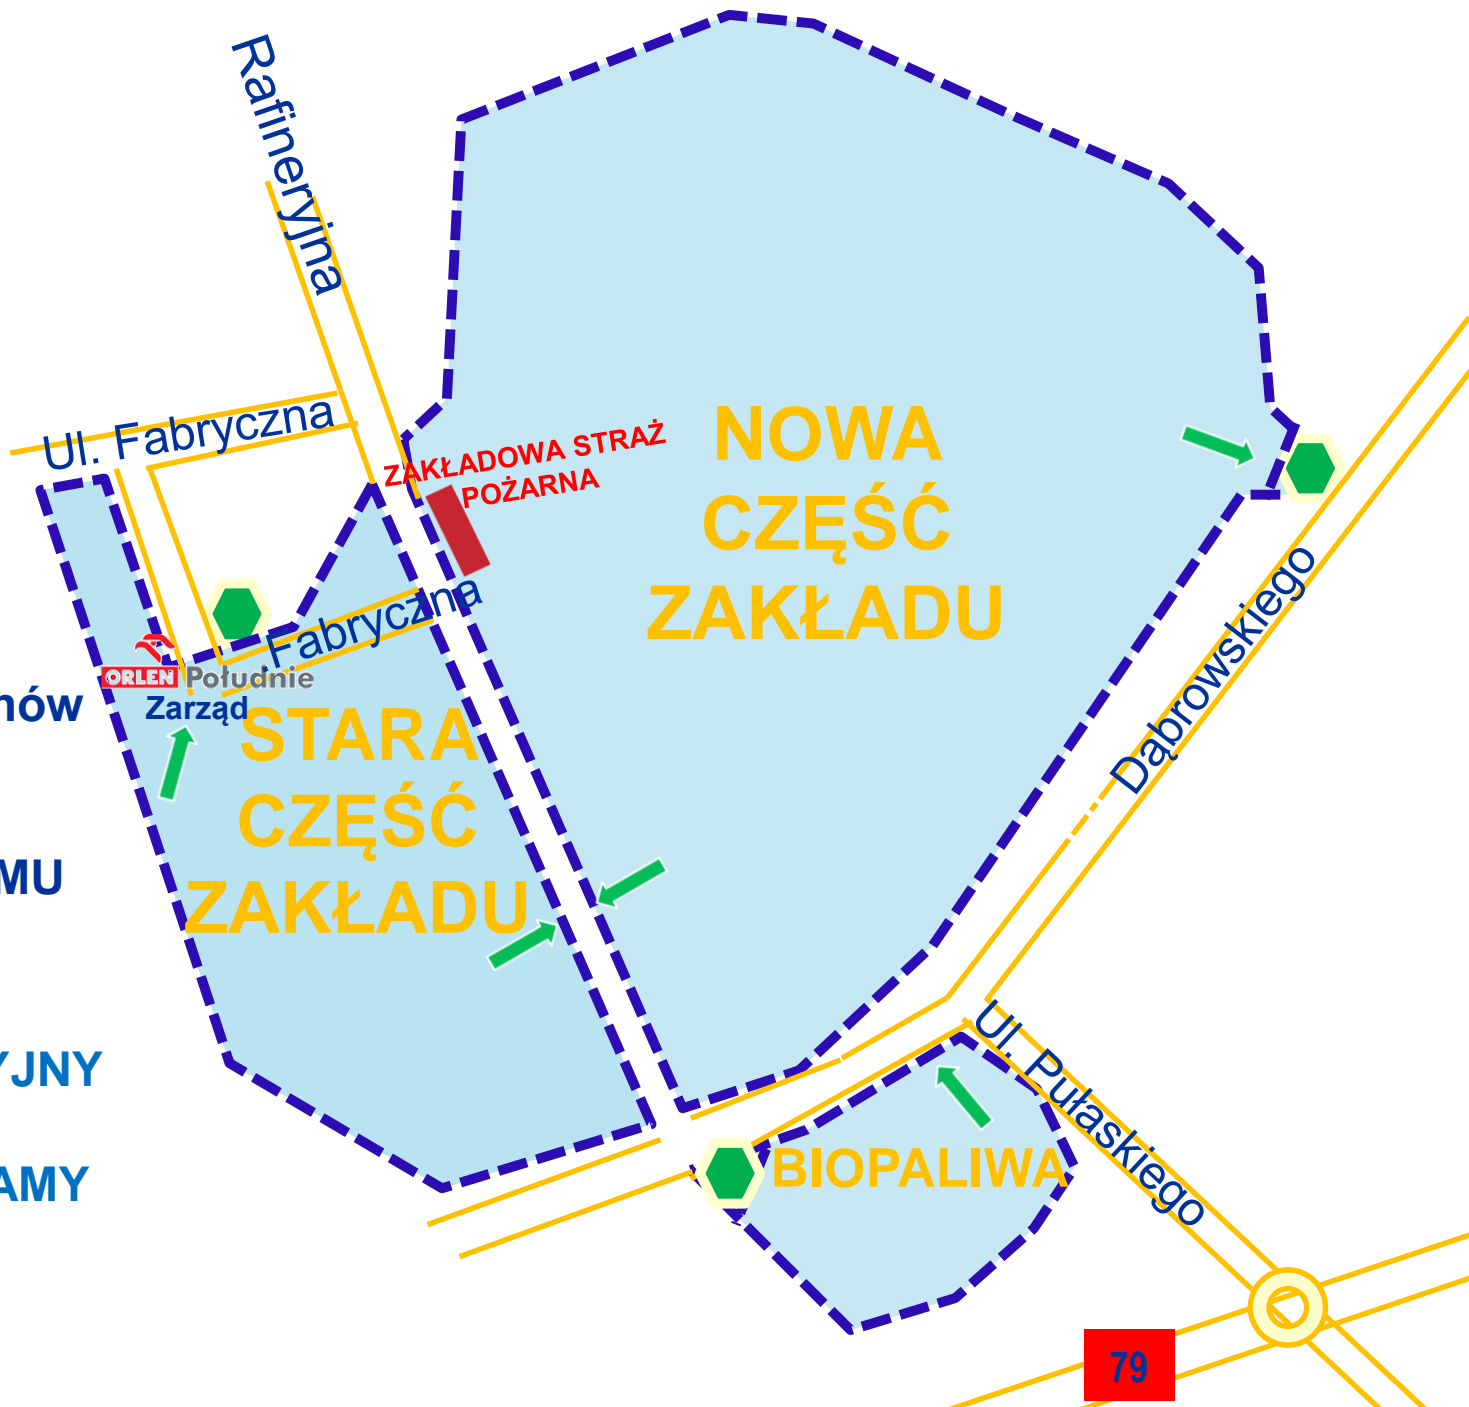 Rafineryjna
Ul. Fabryczna
ZAKŁADOWA STRAŻ
POŻARNA
NOWA
CZĘŚĆ
ZAKŁADU
Fabryczna
Dąbrowskiego
ORLEN Południe
Zarząd
nów
STARA
CZĘŚĆ
ZAKŁADU
MU
YJNY
AMY
Ul. Pułaskiego
BIOPALIWA
79